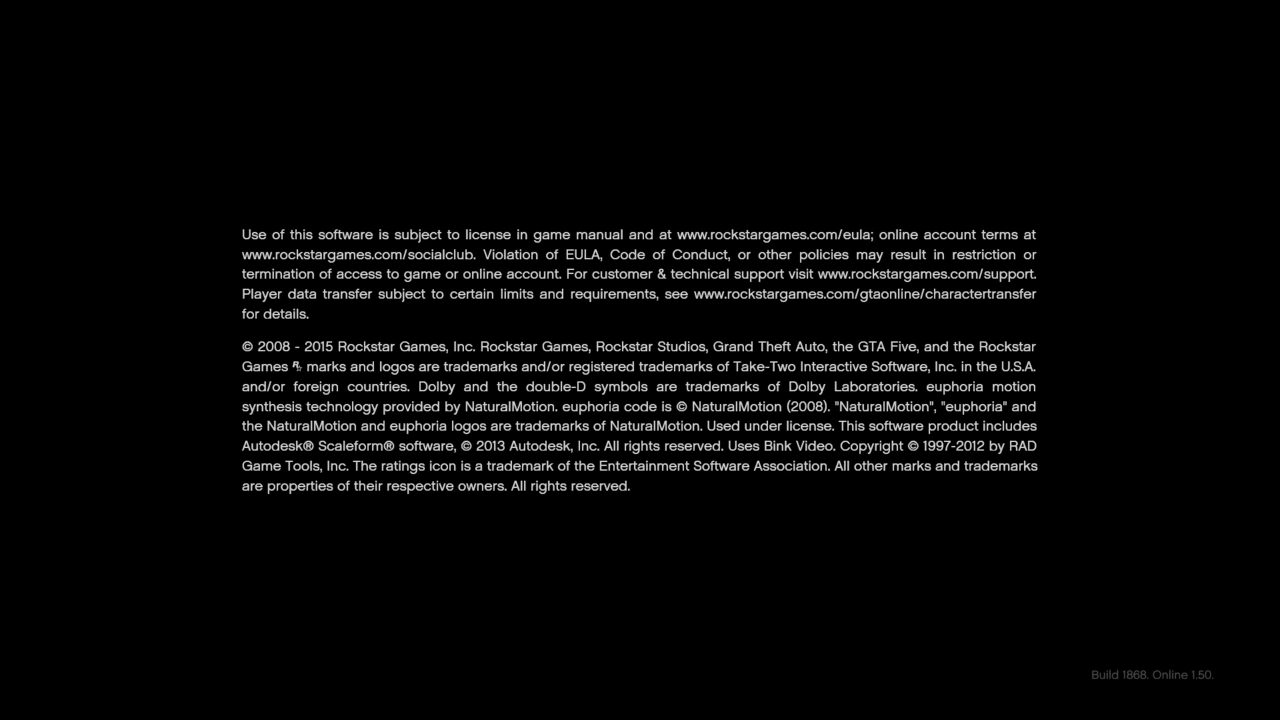 Use of this software is subject to license in game manual and at www.rockstargames.com/eula; online account terms at
www.rockstargames.com/socialclub. Violation of EULA, Code of Conduct, or other policies may result in restriction or
termination of access to game or online account. For customer & technical support visit www.rockstargames.com/support.
Player data transfer subject to certain limits and requirements, see www.rockstargames.com/gtaonline/charactertransfer
for details.
© 2008 - 2015 Rockstar Games, Inc. Rockstar Games, Rockstar Studios, Grand Theft Auto, the GTA Five, and the Rockstar
Games R* marks and logos are trademarks and/or registered trademarks of Take-Two Interactive Software, Inc. in the U.S.A.
and/or foreign countries. Dolby and the double-D symbols are trademarks of Dolby Laboratories. euphoria motion
synthesis technology provided by NaturalMotion. euphoria code is © NaturalMotion (2008). "NaturalMotion", "euphoria" and
the NaturalMotion and euphoria logos are trademarks of NaturalMotion. Used under license. This software product includes
Autodesk® Scaleform® software, © 2013 Autodesk, Inc. All rights reserved. Uses Bink Video. Copyright © 1997-2012 by RAD
Game Tools, Inc. The ratings icon is a trademark of the Entertainment Software Association. All other marks and trademarks
are properties of their respective owners. All rights reserved.
Build 1868. Online 1.50.